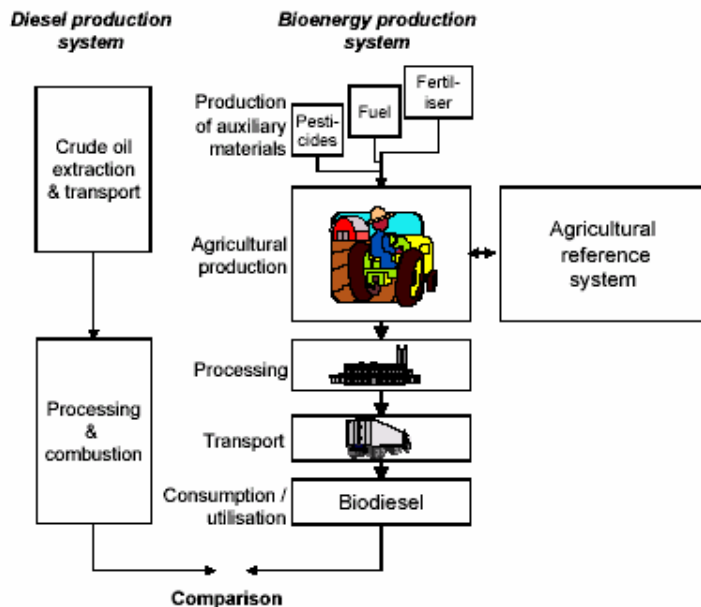 Diesel production
system
Bioenergy production
system
Crude oil
extraction
& transport
Processing
&
combustion
Production
of auxiliary
materials
Pesti-
cides
Fuel
Fertil-
iser
Agricultural
production
Agricultural
reference
system
Processing
Transport
Consumption /
utilisation
Biodiesel
Comparison